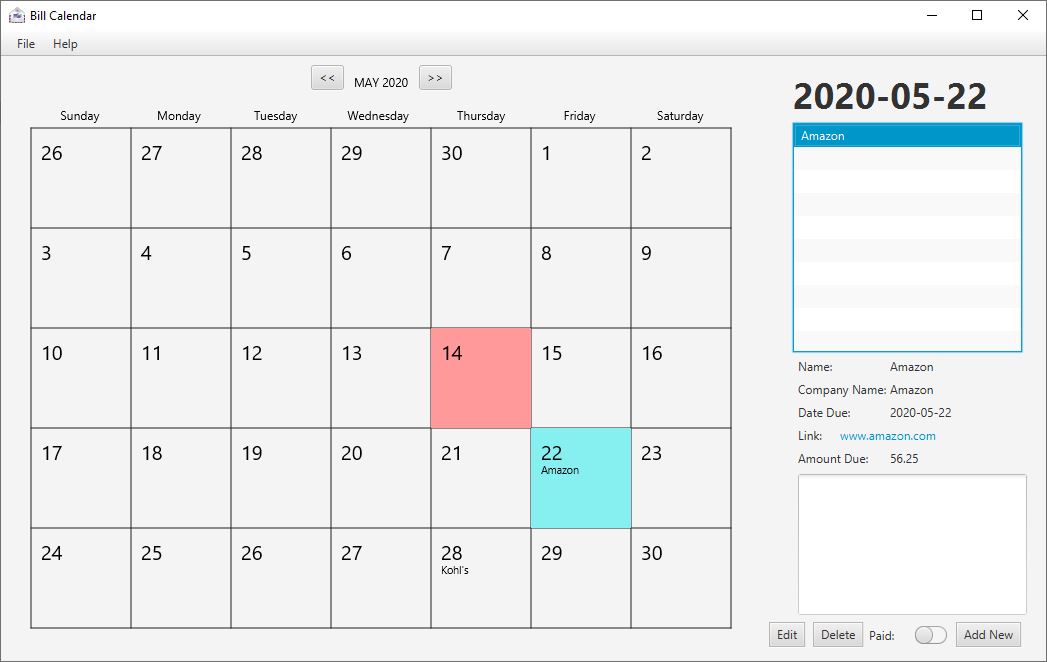 Bill Calendar
File Help
<< MAY 2020 >>
Sunday Monday Tuesday Wednesday Thursday Friday Saturday
26 27 28 29 30 1 2
3 4 5 6 7 8 9
10 11 12 13 14 15 16
17 18 19 20 21 22 23
Amazon
24 25 26 27 28 29 30
Kohl's
2020-05-22
Amazon
Name: Amazon
Company Name: Amazon
Date Due: 2020-05-22
Link: www.amazon.com
Amount Due: 56.25
Edit Delete Paid: Add New